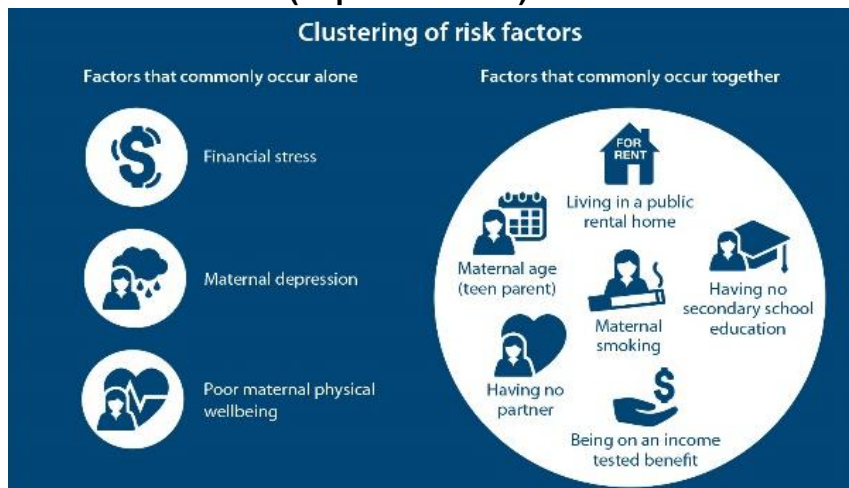 Clustering of risk factors
Factors that commonly occur alone
Financial stress
Maternal depression
Poor maternal physical
wellbeing
Factors that commonly occur together
FOR
RENT
Living in a public
rental home
Maternal age
(teen parent)
Having no
secondary school
education
Maternal
smoking
Having no
partner
Being on an income
tested benefit